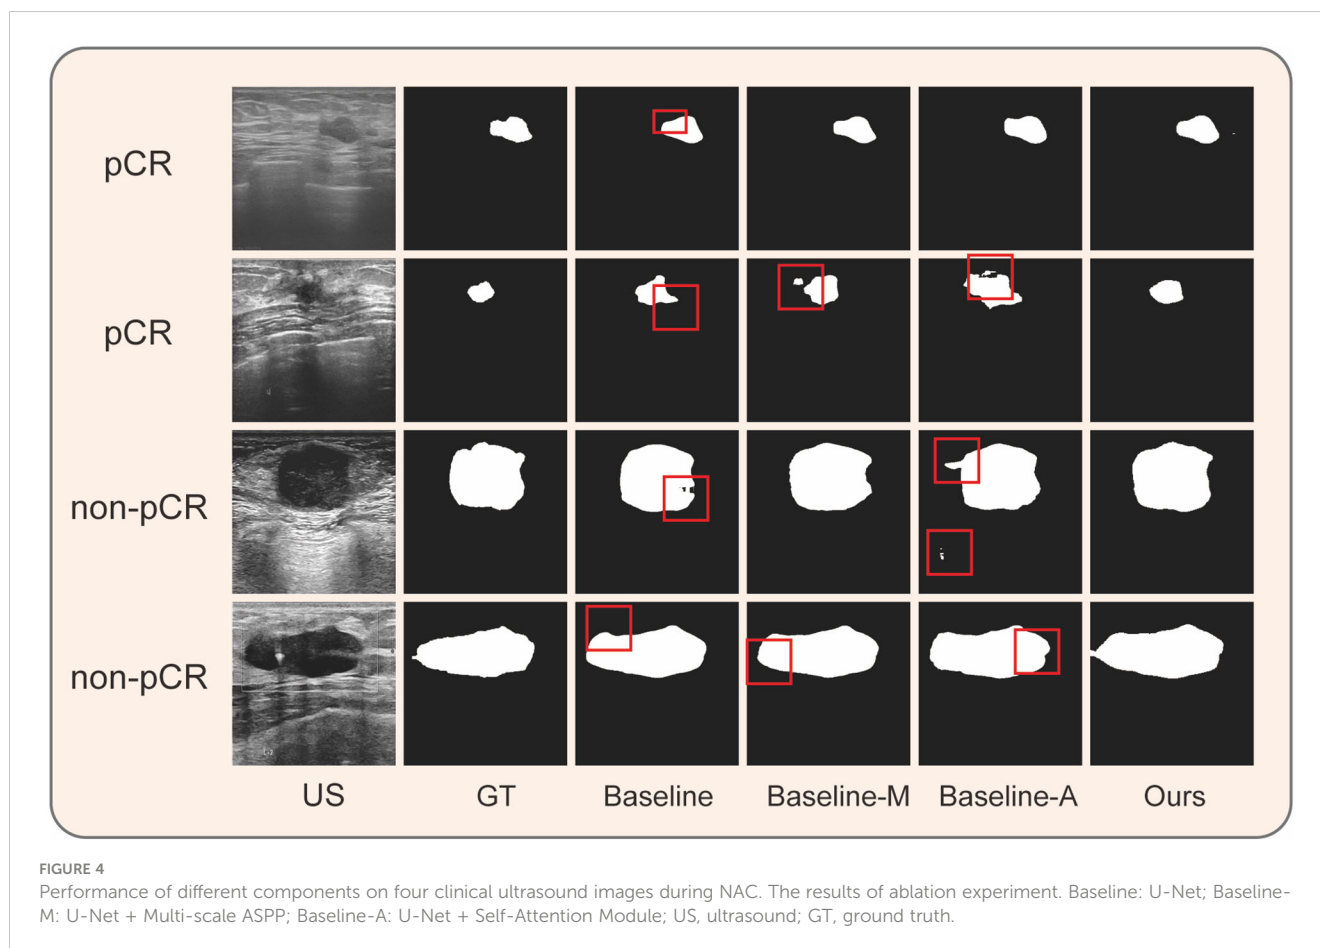 pCR
pCR
non-pCR
non-pCR
US GT Baseline Baseline-M Baseline-A Ours
FIGURE 4
Performance of different components on four clinical ultrasound images during NAC. The results of ablation experiment. Baseline: U-Net; Baseline-
M: U-Net + Multi-scale ASPP; Baseline-A: U-Net + Self-Attention Module; US, ultrasound; GT, ground truth.